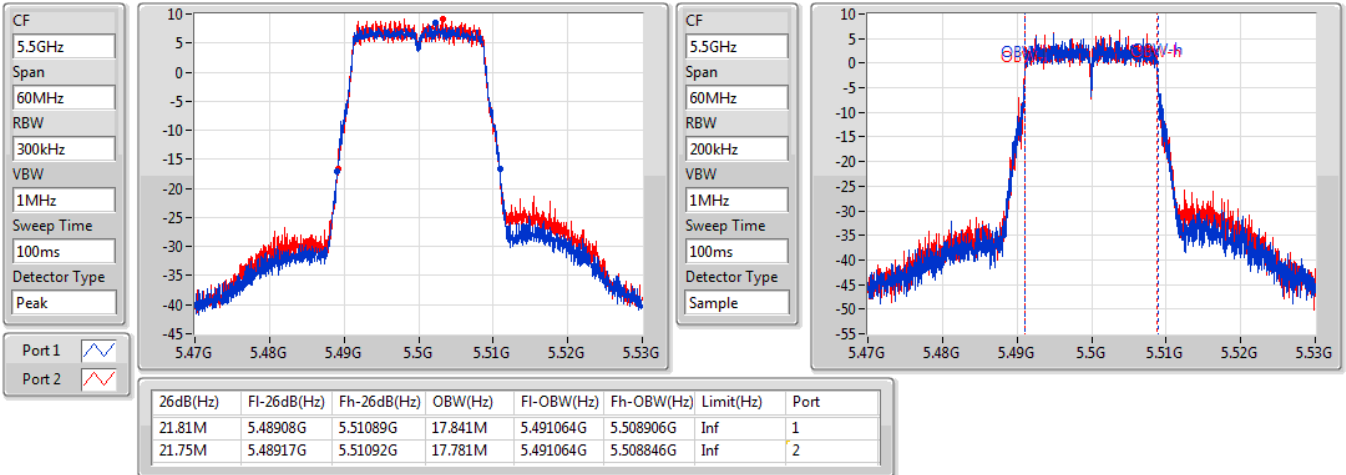 CF
5.5GHz
Span
60MHz
RBW
300kHz
VBW
1MHz
Sweep Time
100ms
Detector Type
Peak
10
5
0
-5
-10
-15
-20
-25
-30
-35
-40
-45
5.47G 5.48G 5.49G 5.5G 5.51G 5.52G 5.53G
CF
5.5GHz
Span
60MHz
RBW
200kHz
VBW
1MHz
Sweep Time
100ms
Detector Type
Sample
10
5
0
-5
-10
-15
-20
-25
-30
-35
-40
-45
-50
-55
5.47G 5.48G 5.49G 5.5G 5.51G 5.52G 5.53G
Port 1
Port 2
26dB(Hz) Fl-26dB(Hz) Fh-26dB(Hz) OBW(Hz) Fl-OBW(Hz) Fh-OBW(Hz) Limit(Hz) Port
21.81M 5.48908G 5.51089G 17.841M 5.491064G 5.508906G Inf 1
21.75M 5.48917G 5.51092G 17.781M 5.491064G 5.508846G Inf 2